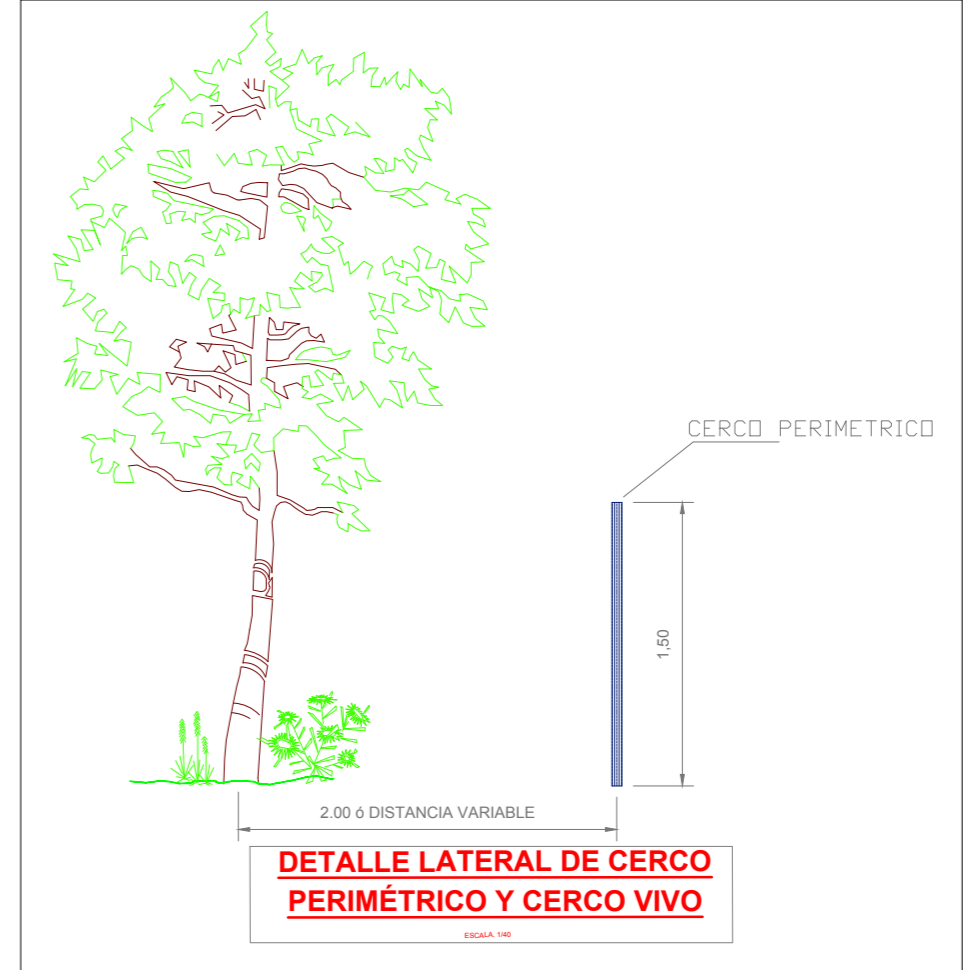 CERCO PERIMETRICO
1,50
2.00 ó DISTANCIA VARIABLE
DETALLE LATERAL DE CERCO
PERIMÉTRICO Y CERCO VIVO
ESCALA. 1/40